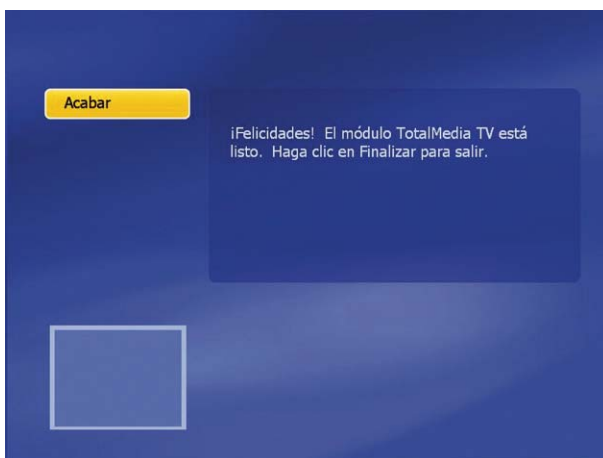 Acabar
¡Felicidades! El módulo TotalMedia TV está
listo. Haga clic en Finalizar para salir.